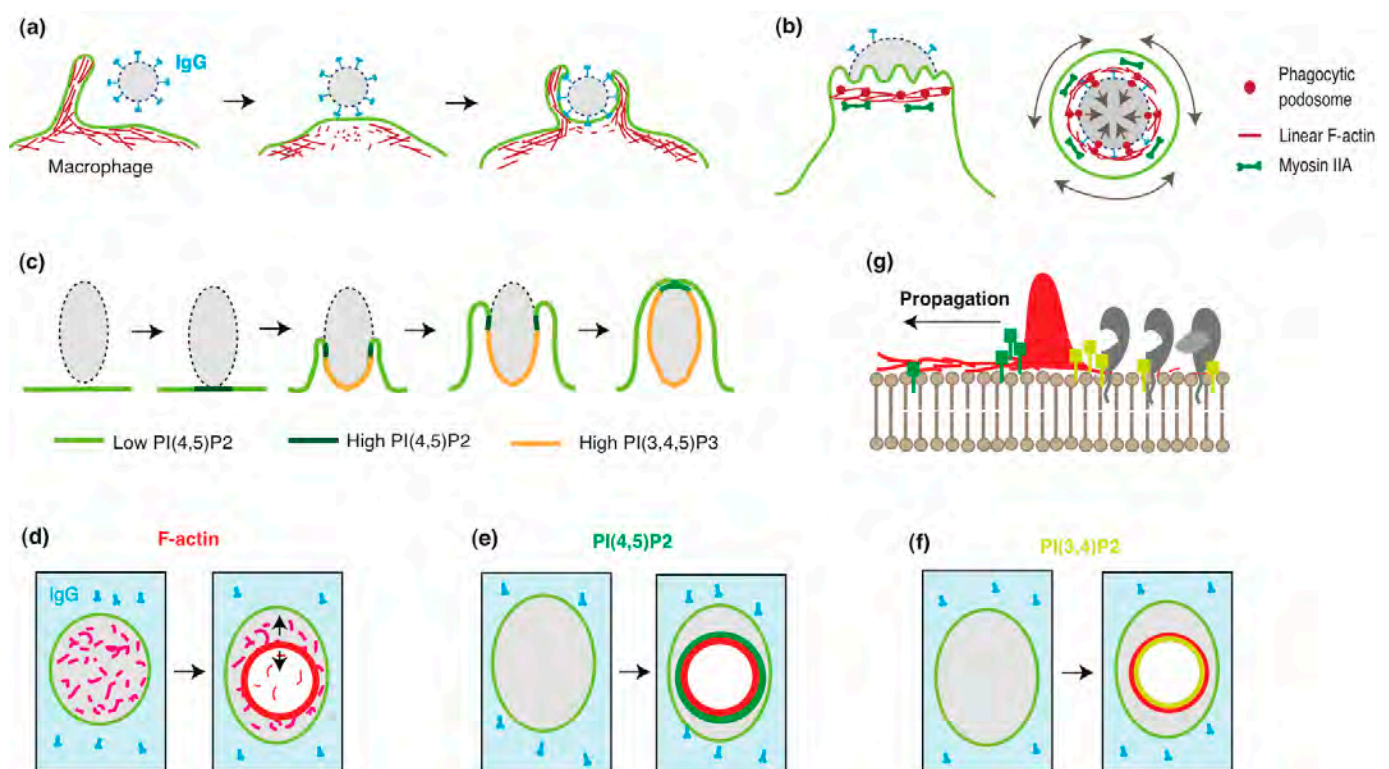 (a)
IgG
Macrophage
(b)
Phagocytic
podosome
Linear F-actin
Myosin IIA
(c)
Low PI(4,5)P2
High PI(4,5)P2
High PI(3,4,5)P3
(g)
Propagation
(d)
F-actin
IgG
(e)
PI(4,5)P2
(f)
PI(3,4)P2